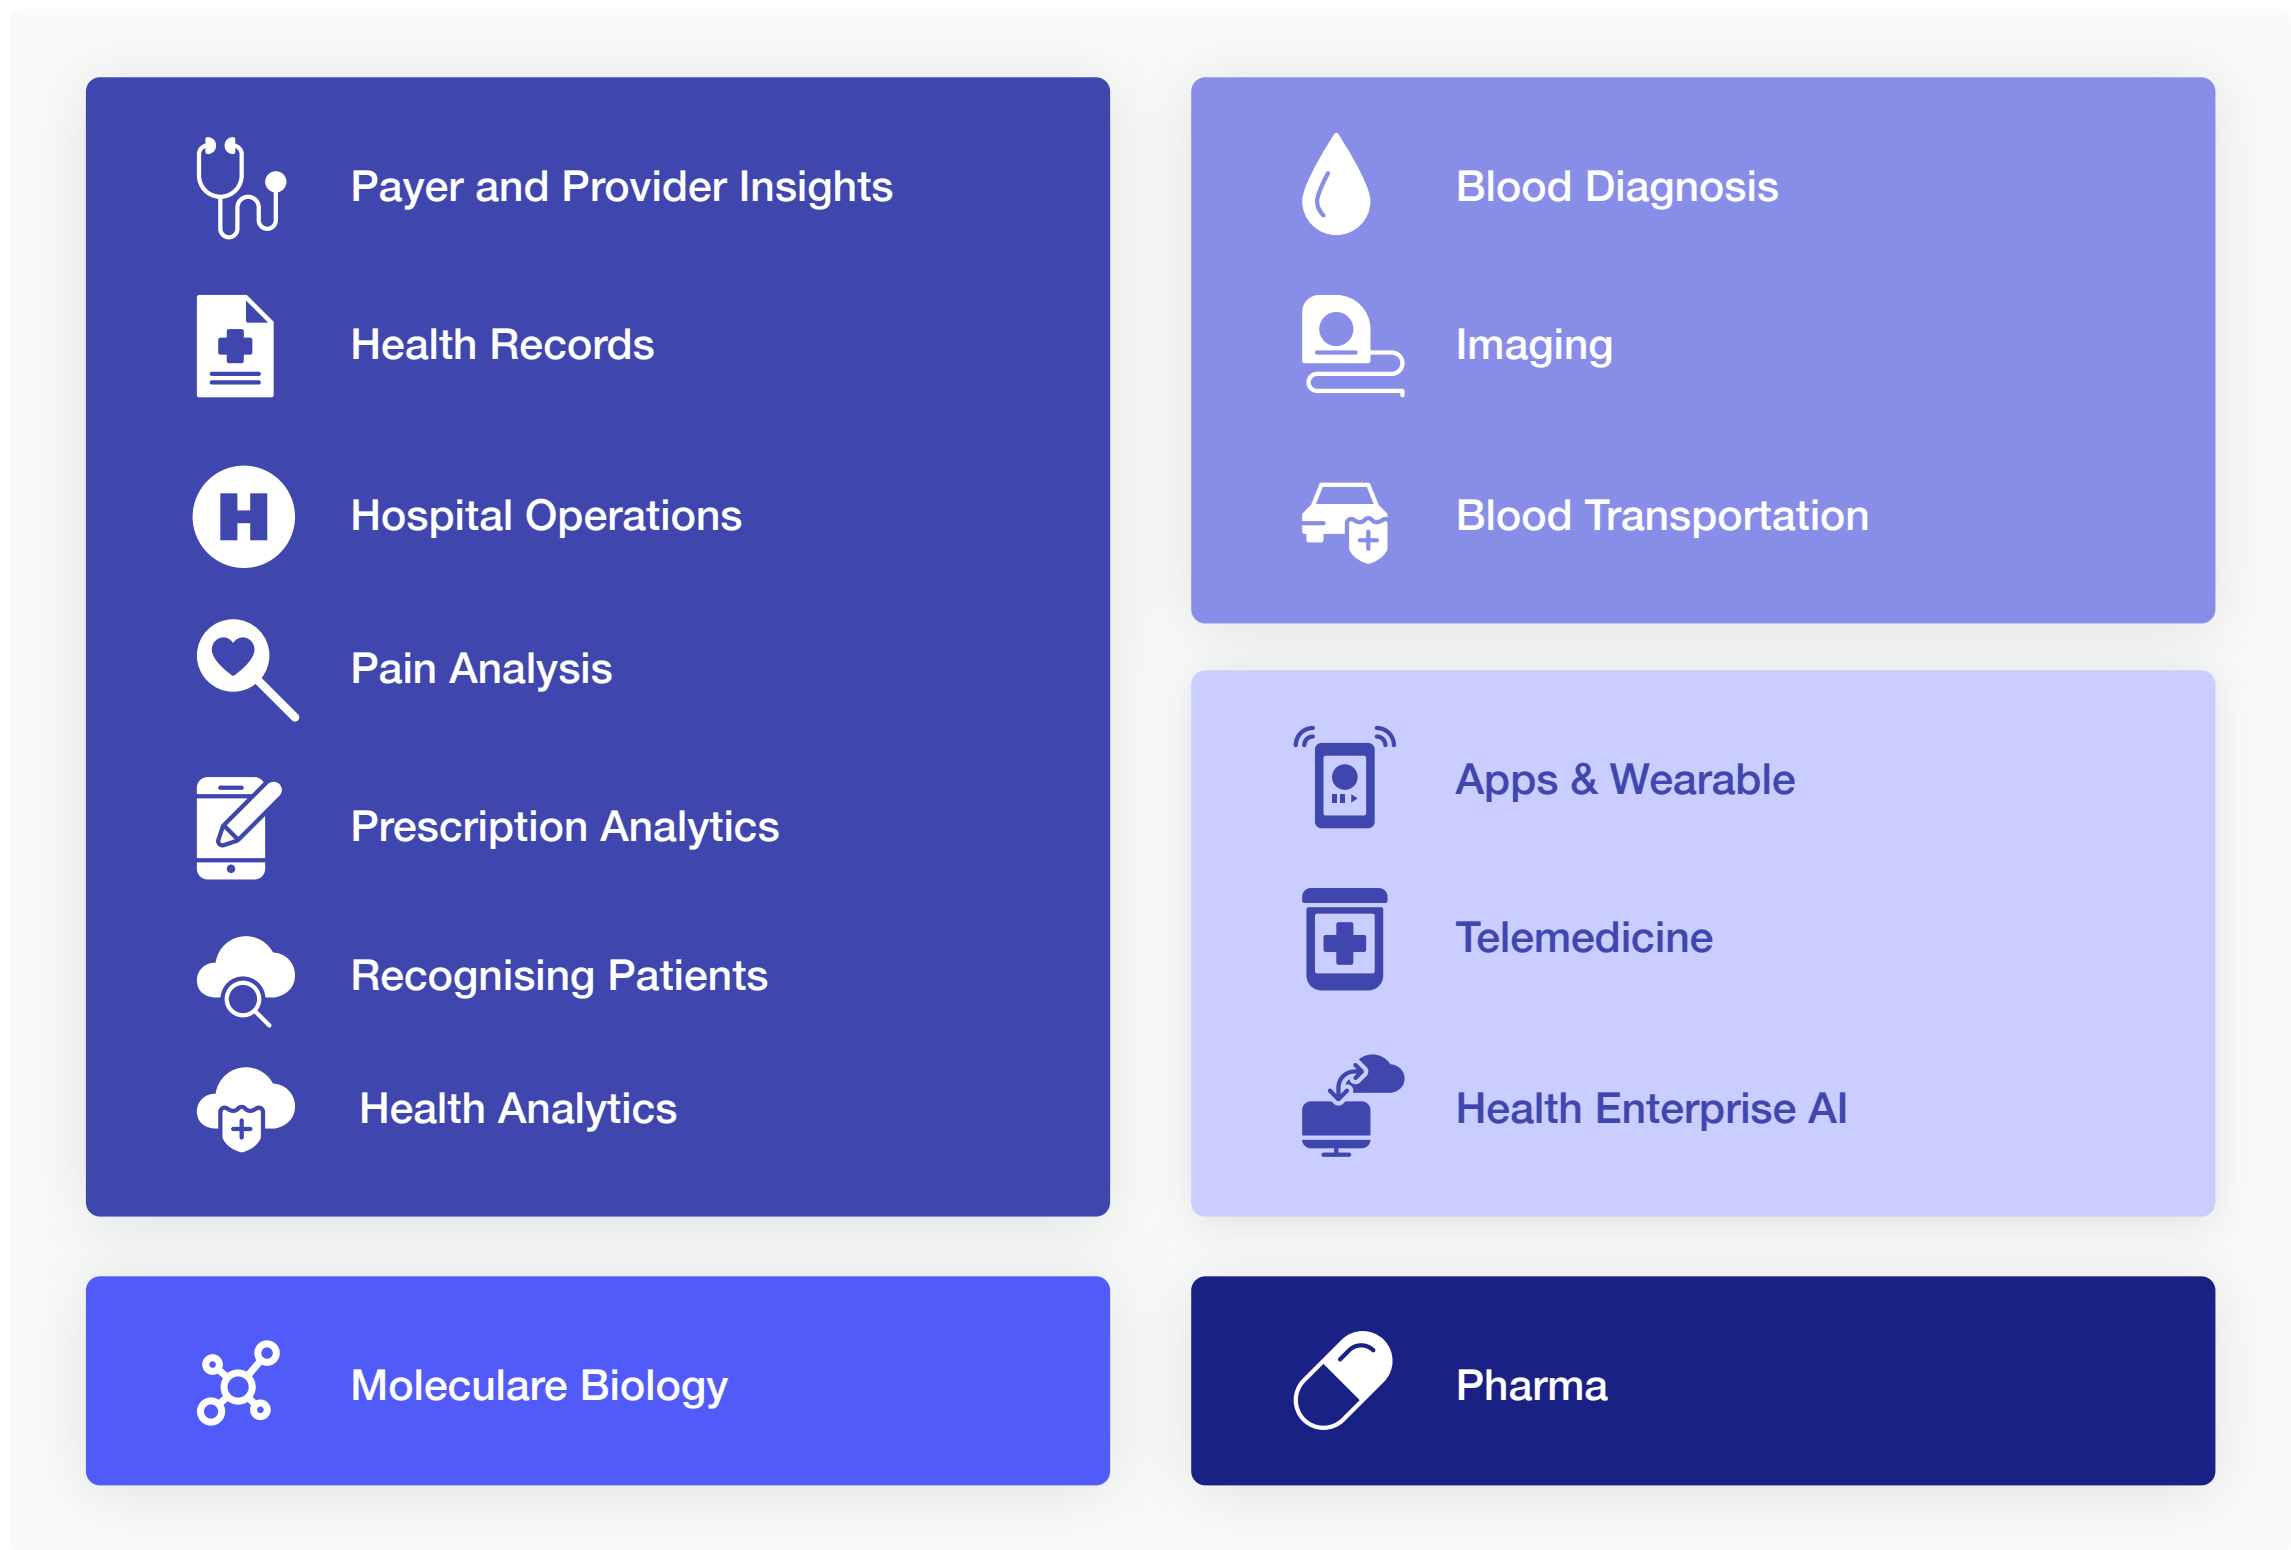 Payer and Provider Insights
Health Records
Hospital Operations
Pain Analysis
Prescription Analytics
Recognising Patients
Health Analytics
Blood Diagnosis
Imaging
Blood Transportation
Apps & Wearable
Telemedicine
Health Enterprise AI
Moleculare Biology
Pharma